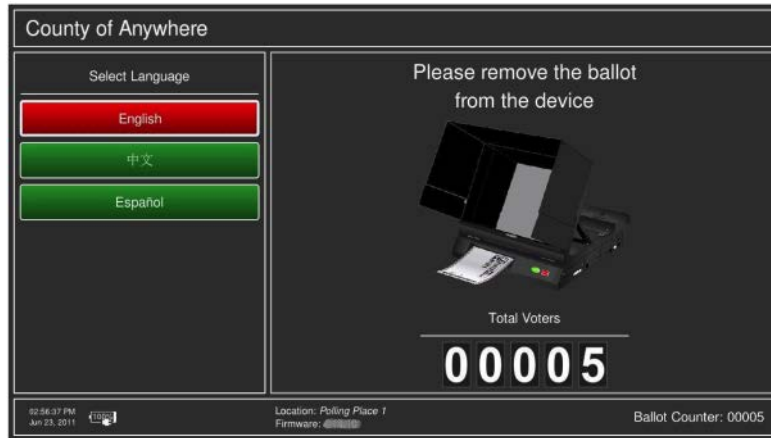 County of Anywhere
Select Language
English
中文
Español
Please remove the ballot
from the device
Total Voters
00005
02:56:37 PM
Jun 23, 2011
100%
Location: Polling Place 1
Firmware:
Ballot Counter: 00005